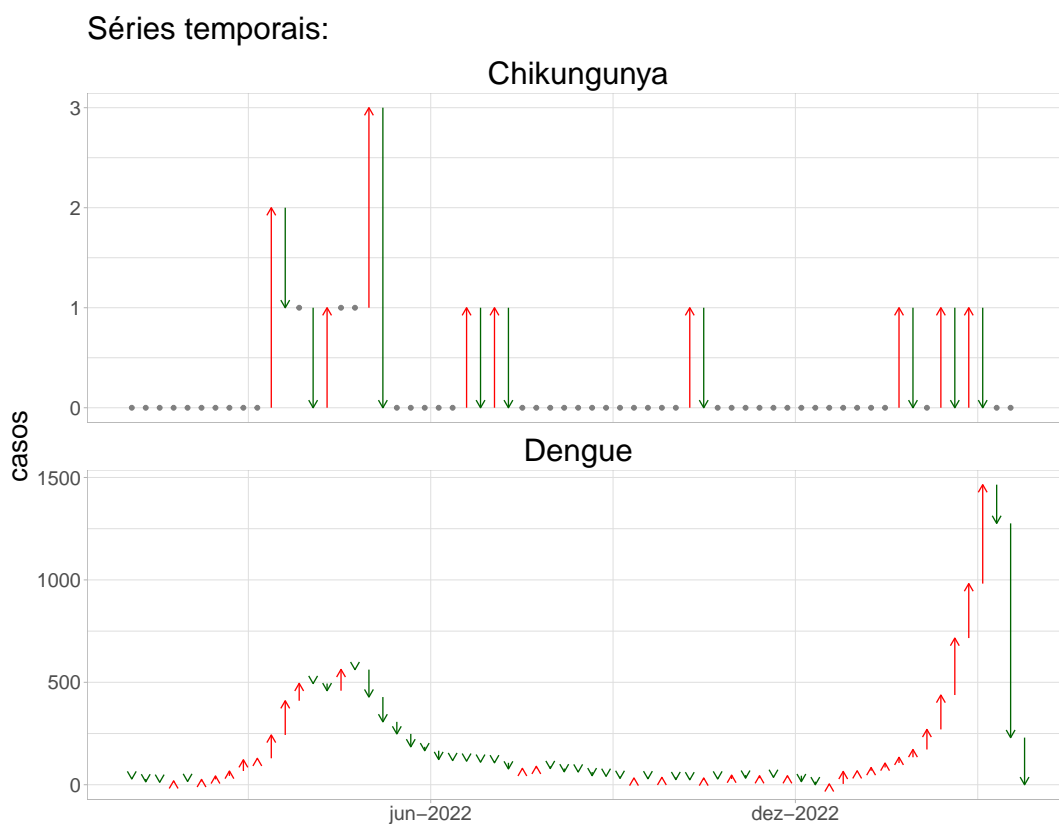 Séries temporais:
Chikungunya
3
2
1
0
casos
Dengue
1500
1000
500
0
jun−2022
dez−2022